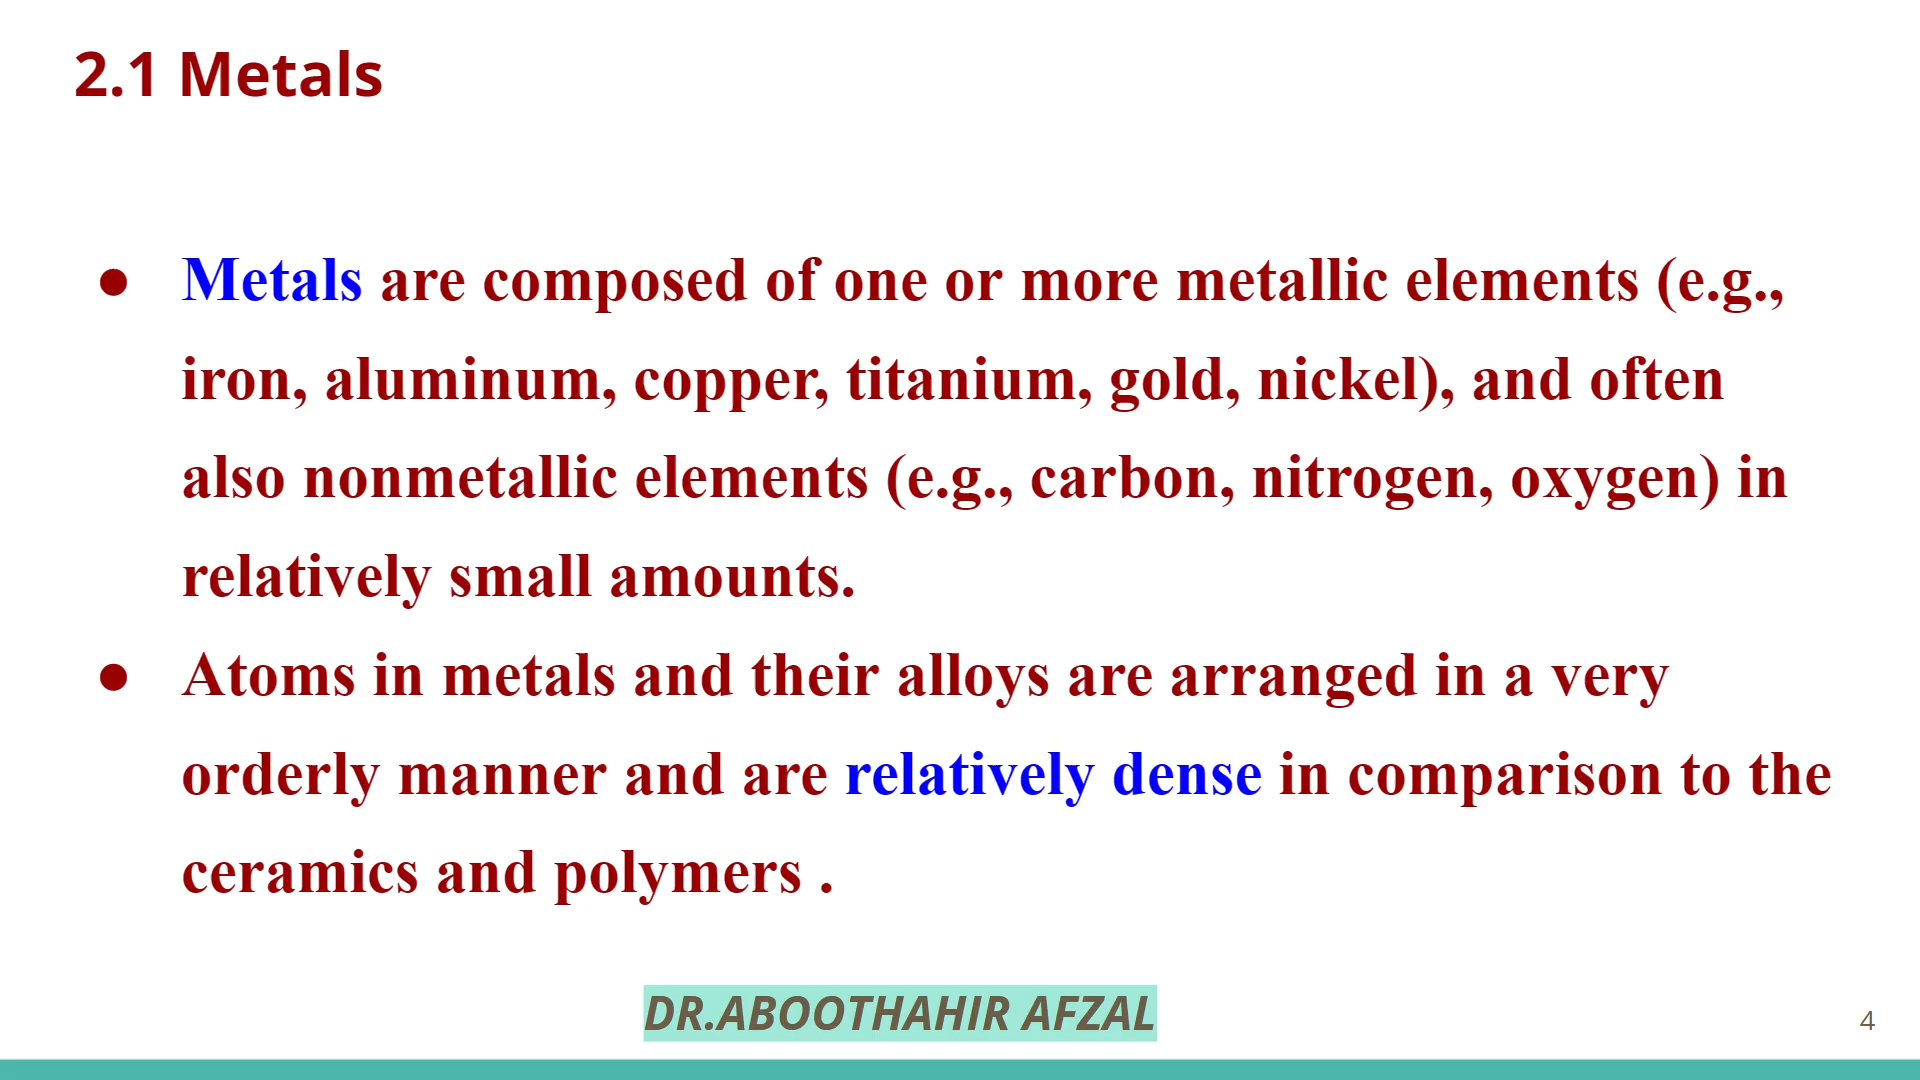 2.1 Metals
● Metals are composed of one or more metallic elements (e.g.,
iron, aluminum, copper, titanium, gold, nickel), and often
also nonmetallic elements (e.g., carbon, nitrogen, oxygen) in
relatively small amounts.
● Atoms in metals and their alloys are arranged in a very
orderly manner and are relatively dense in comparison to the
ceramics and polymers .
DR.ABOOTHAHIR AFZAL
4